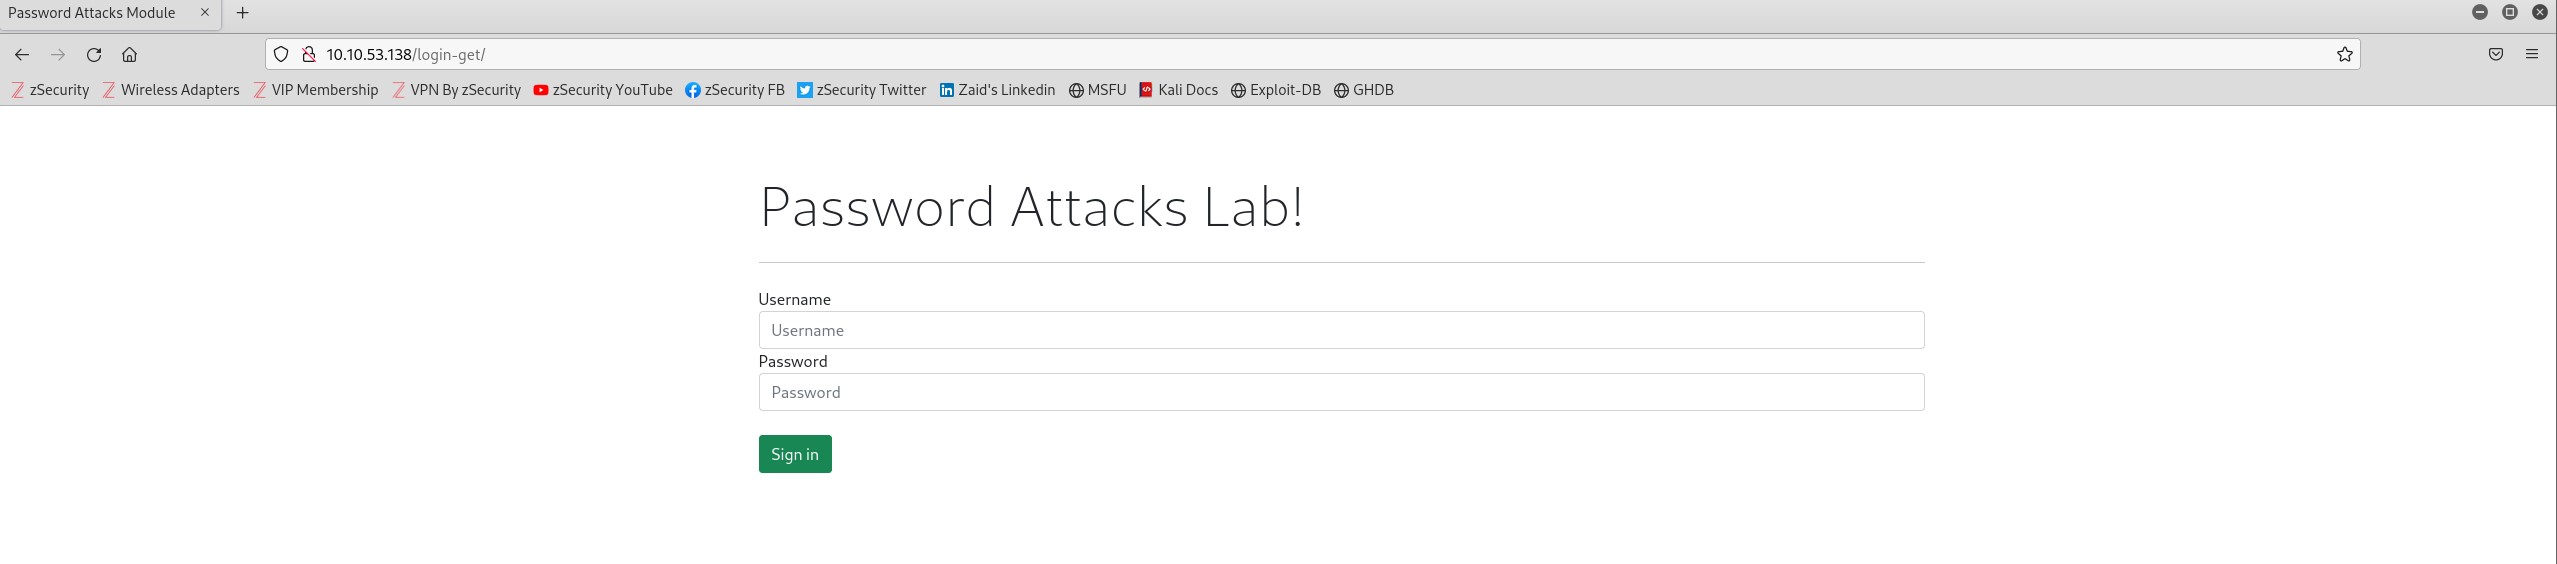 Password Attacks Module
10.10.53.138/login-get/
zSecurity Wireless Adapters VIP Membership VPN By zSecurity zSecurity YouTube zSecurity FB zSecurity Twitter Zaid's Linkedin MSFU Kali Docs Exploit-DB GHDB
Password Attacks Lab!
Username
Username
Password
Password
Sign in